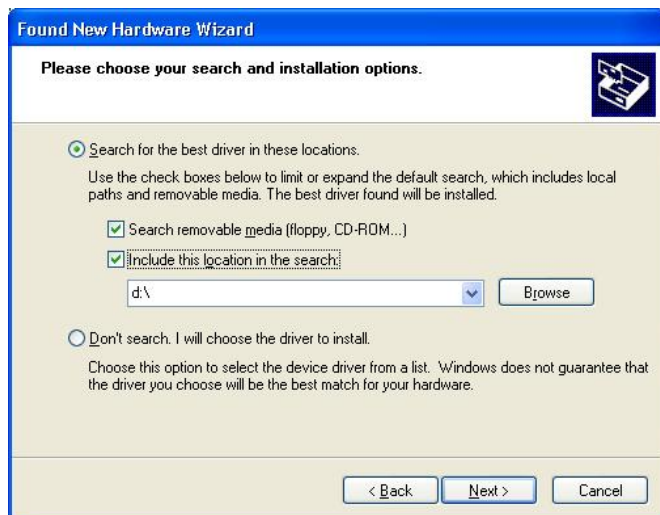 Found New Hardware Wizard
Please choose your search and installation options.
Search for the best driver in these locations.
Use the check boxes below to limit or expand the default search, which includes local
paths and removable media. The best driver found will be installed.
Search removable media (floppy, CD-ROM...)
Include this location in the search:
d:\
Browse
Don't search. I will choose the driver to install.
Choose this option to select the device driver from a list. Windows does not guarantee that
the driver you choose will be the best match for your hardware.
< Back
Next >
Cancel